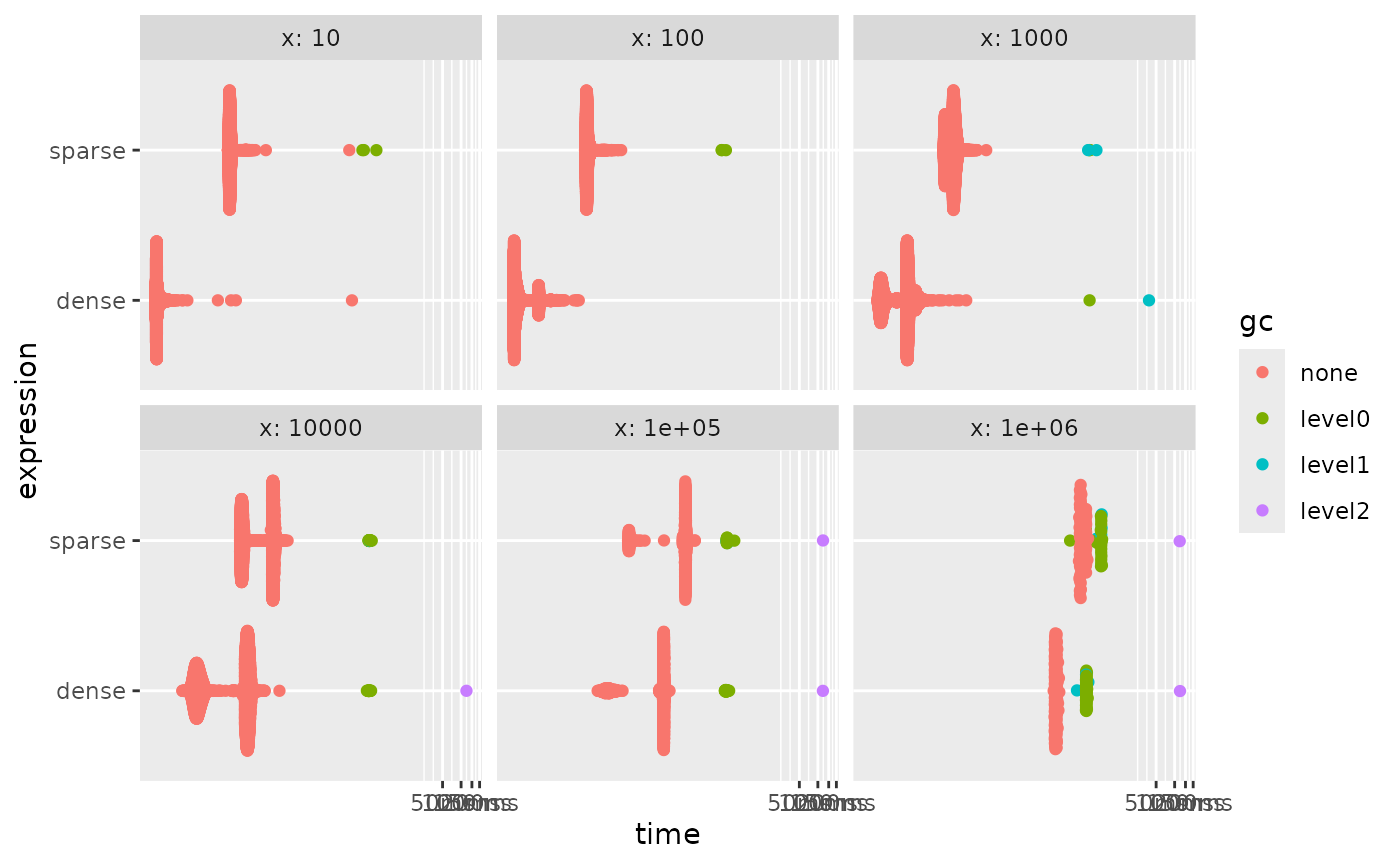 x: 10
x: 100
x: 1000
sparse
dense
x: 10000
x: 1e+05
x: 1e+06
sparse
dense
expression
time
gc
none
level0
level1
level2